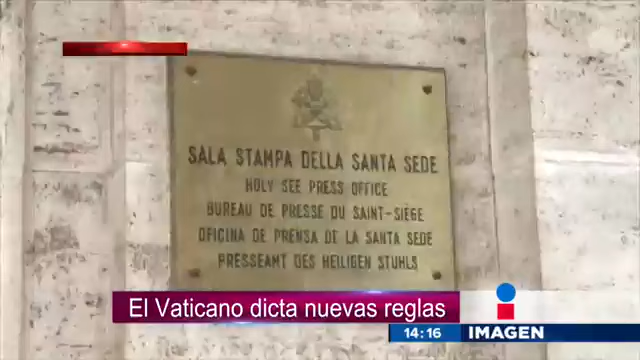 SALA STAMPA DELLA SANTA SEDE
HOLY SEE PRESS OFFICE
BUREAU DE PRESSE DU SAINT-SIÈGE
OFICINA DE PRENSA DE LA SANTA SEDE
PRESSEAMT DES HEILIGEN STUHLS
El Vaticano dicta nuevas reglas
14:16 IMAGEN